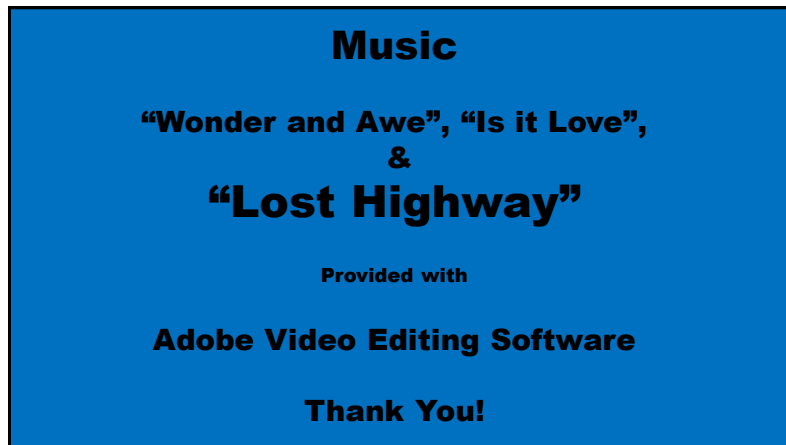 Music
“Wonder and Awe”, “Is it Love”,
&
“Lost Highway”
Provided with
Adobe Video Editing Software
Thank You!